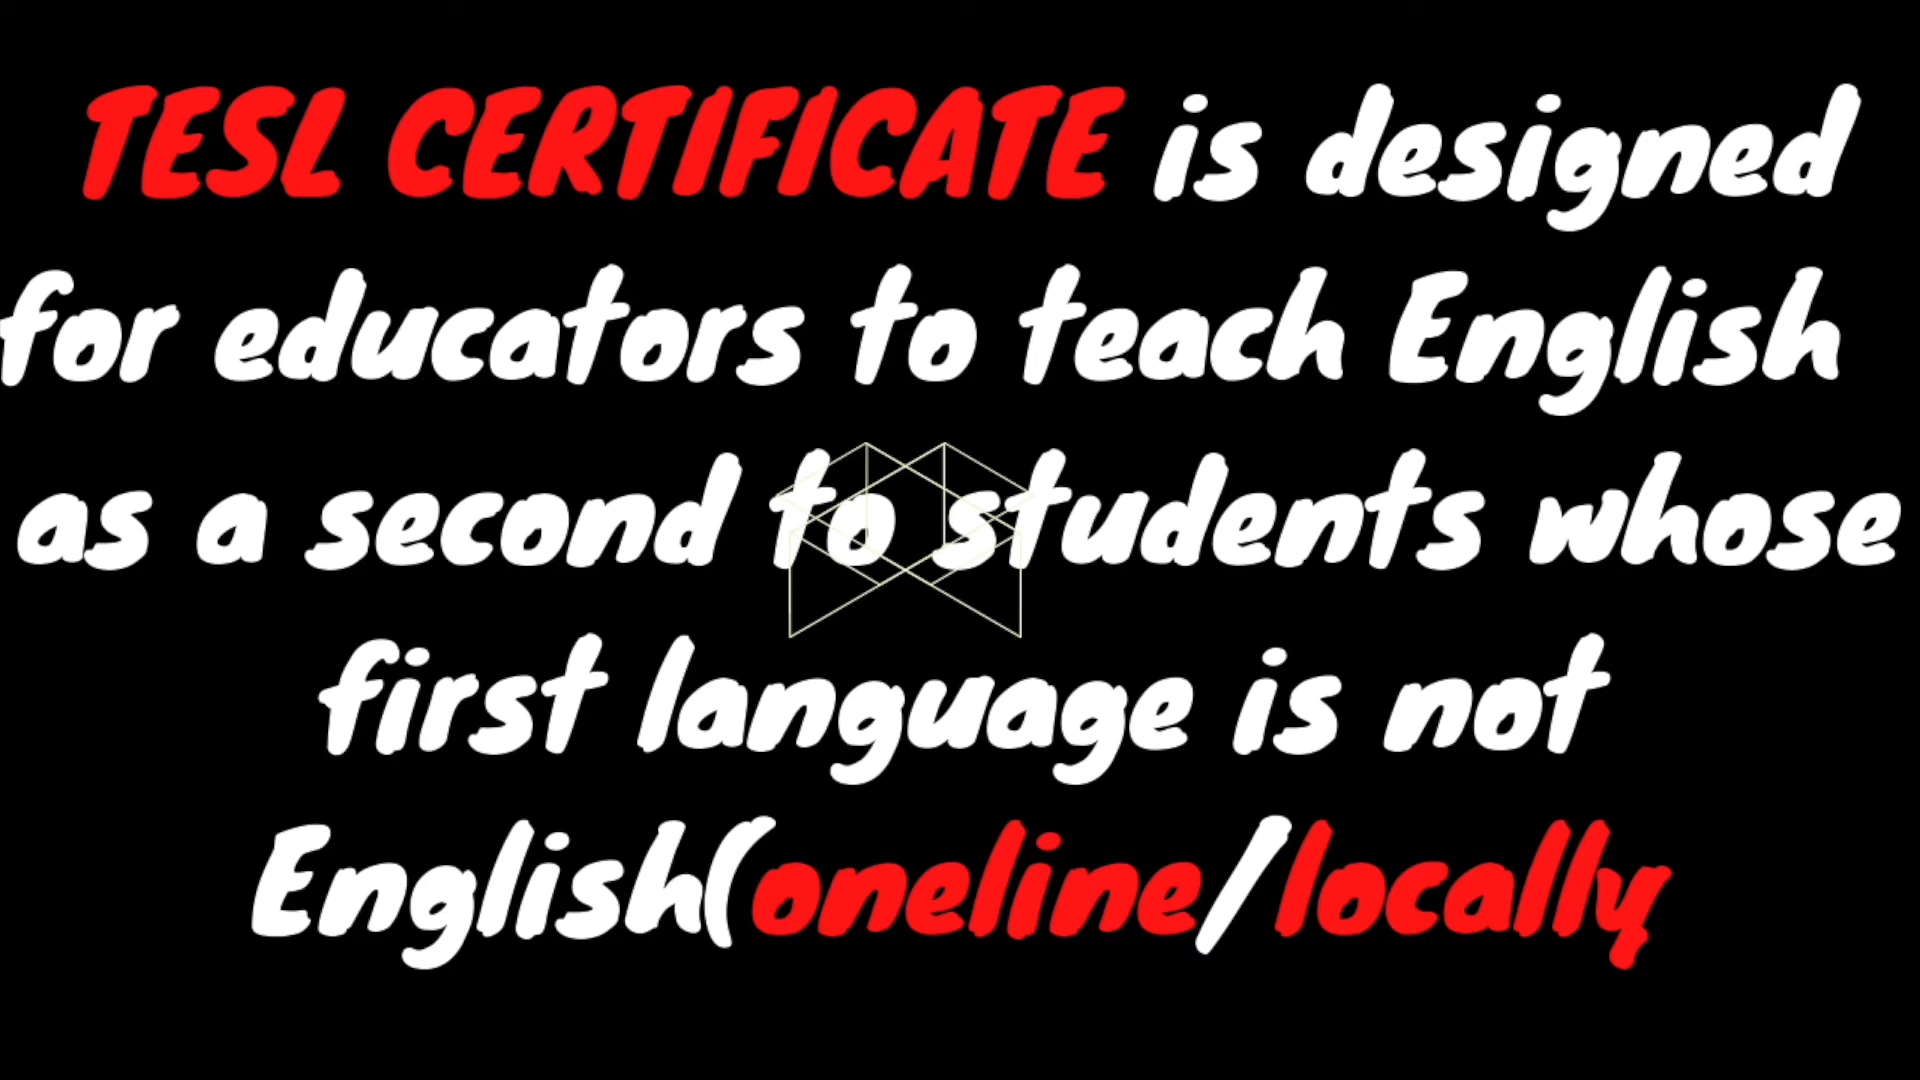 TESL CERTIFICATE is designed
for educators to teach English
as a second to students whose
first language is not
English(oneline/locally